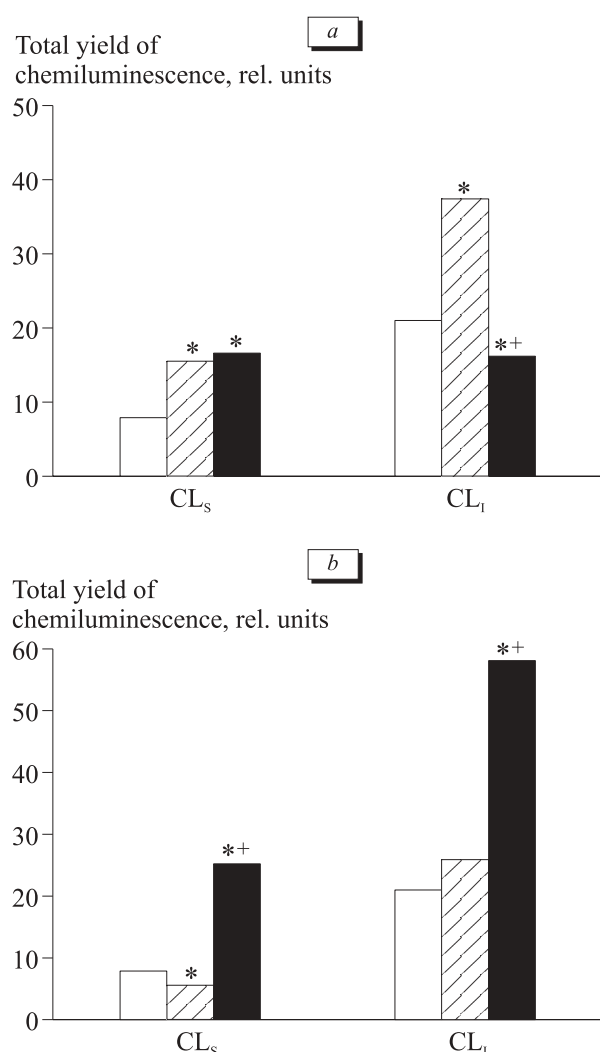 a
Total yield of
chemiluminescence, rel. units
50
40
*
30
20
* *
*+
10
0
CLS CLI
b
Total yield of
chemiluminescence, rel. units
60
*+
50
40
30
*+
20
10
*
0
CLS CLI